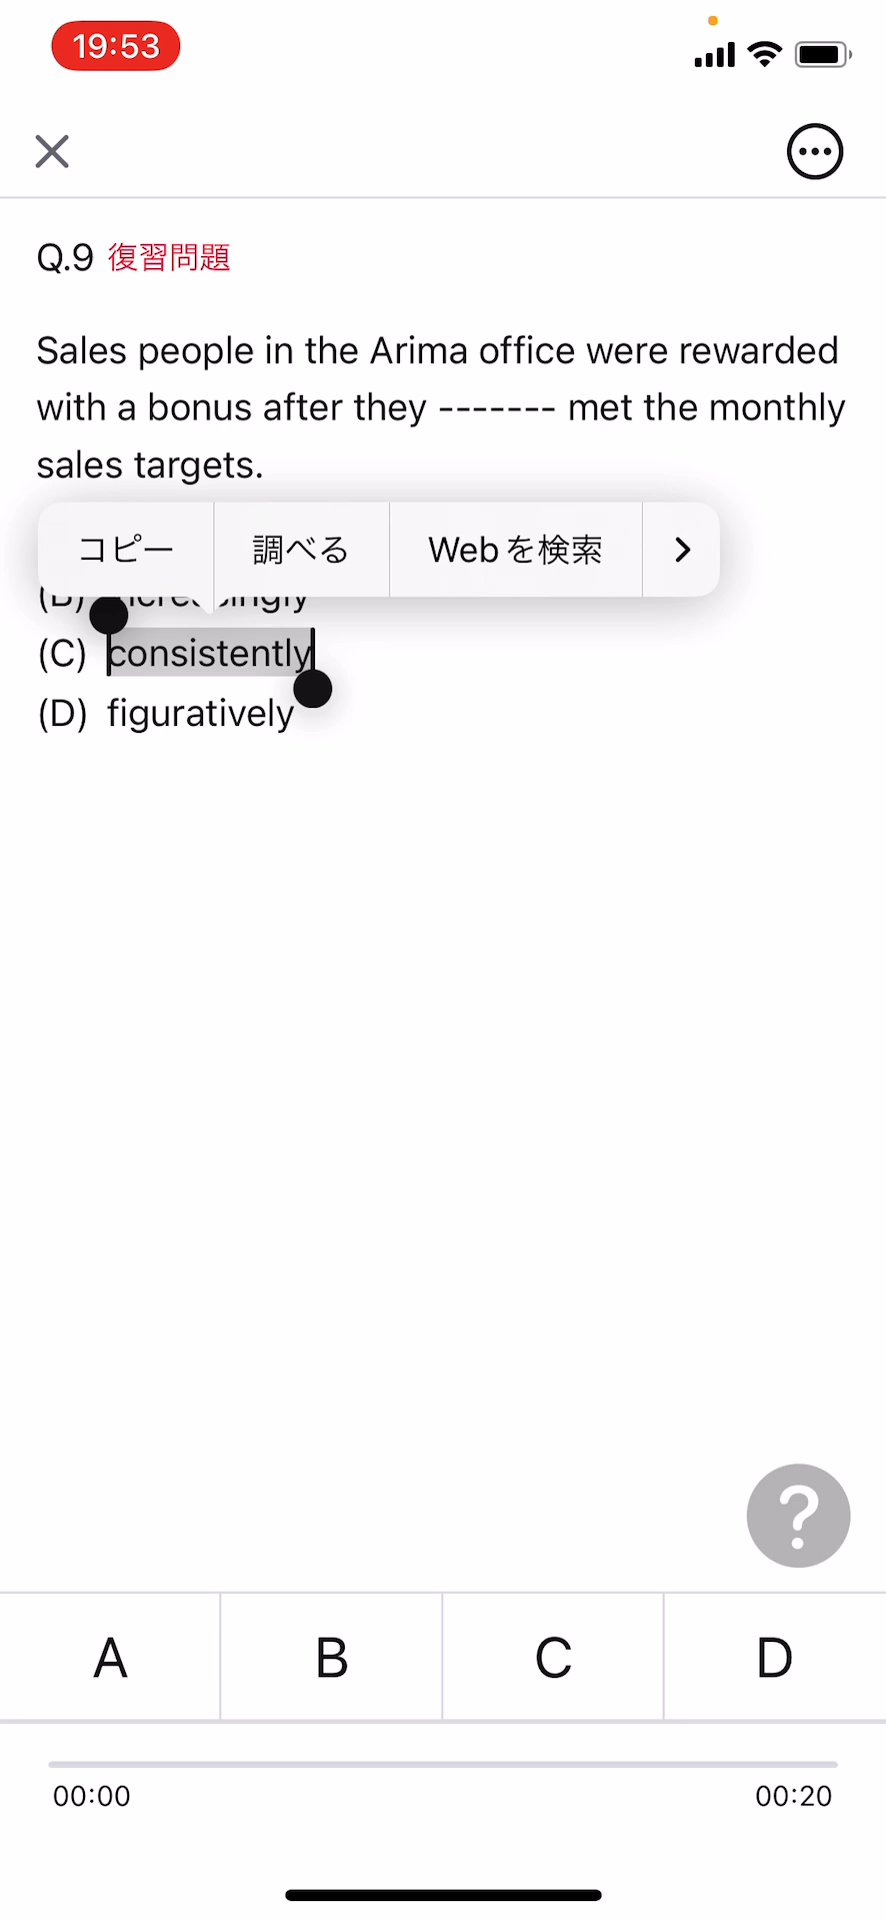 19:53
Q.9 復習問題
Sales people in the Arima office were rewarded
with a bonus after they ------- met the monthly
sales targets.
コピー 調べる Webを検索
(B) increasingly
(C) consistently
(D) figuratively
?
A B C D
00:00 00:20